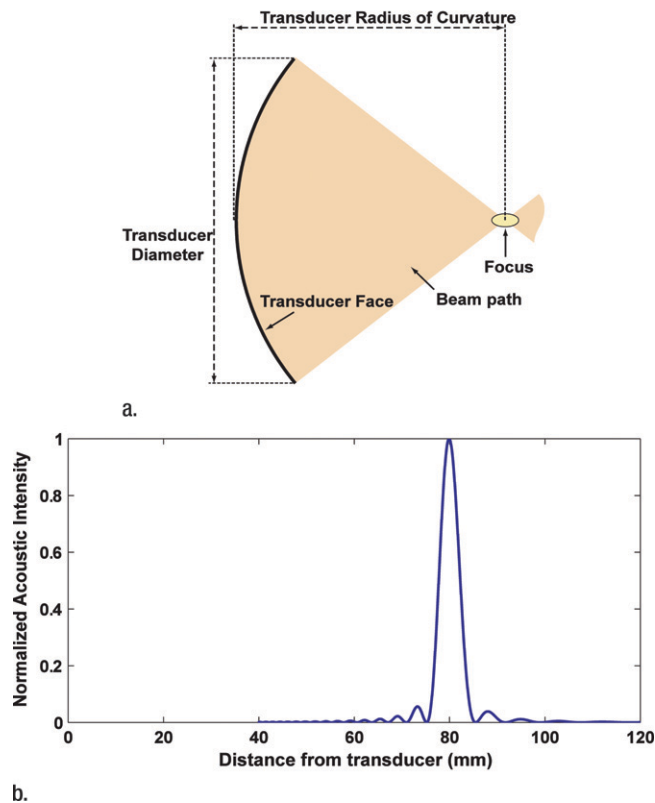 Transducer Radius of Curvature
Transducer
Diameter
Focus
Beam path
Transducer Face
a.
Normalized Acoustic Intensity
1
0.8
0.6
0.4
0.2
0
0
20
40
60
80
100
120
Distance from transducer (mm)
b.